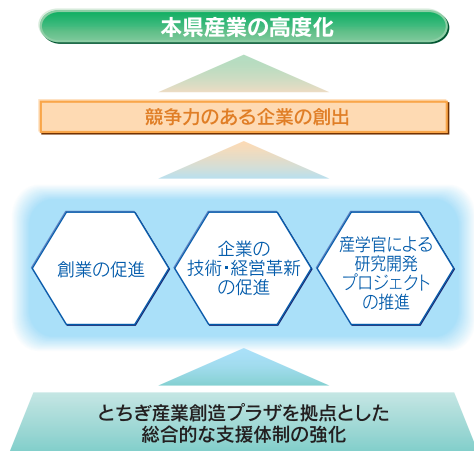 本県産業の高度化
競争力のある企業の創出
創業の促進
企業の
技術・経営革新
の促進
産学官による
研究開発
プロジェクト
の推進
とちぎ産業創造プラザを拠点とした
総合的な支援体制の強化